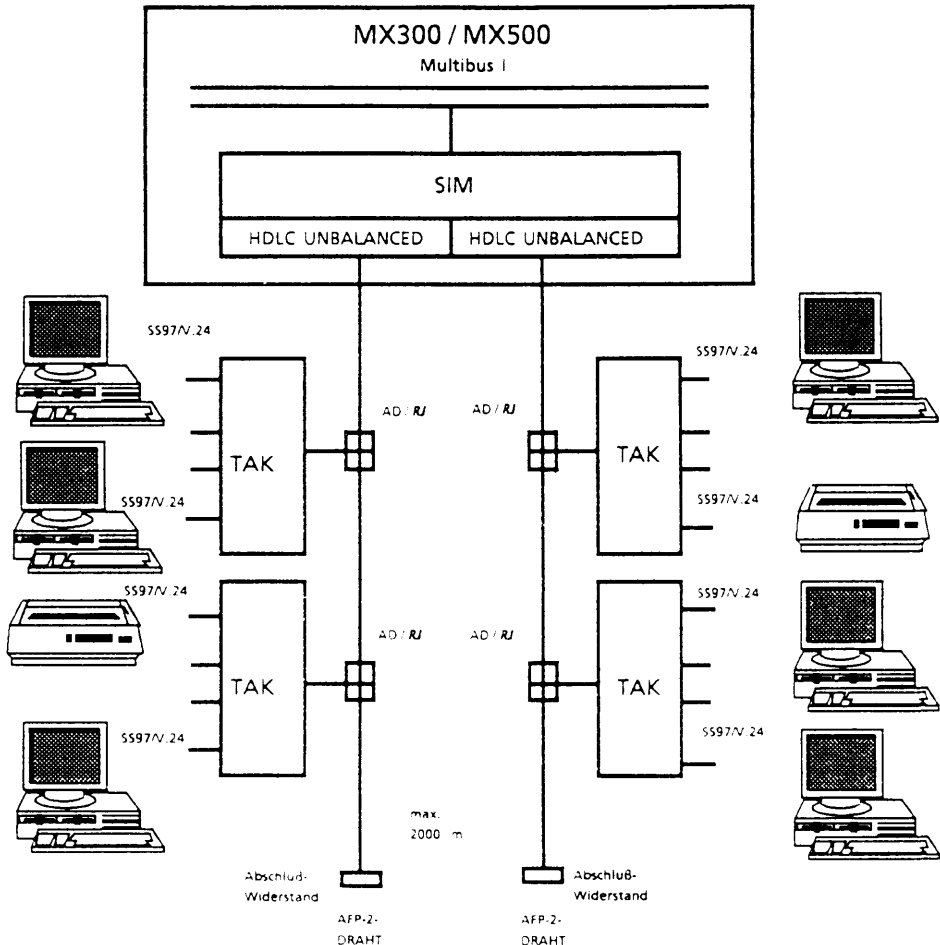 MX300 / MX500
Multibus I
SIM
HDLC UNBALANCED
HDLC UNBALANCED
SS97/V.24
SS97/V.24
AD / RJ
AD / RJ
TAK
TAK
SS97/V.24
SS97/V.24
SS97/V.24
SS97/V.24
AD / RJ
AD / RJ
TAK
TAK
SS97/V.24
SS97/V.24
max.
2000 m
Abschluß-
Widerstand
Abschluß-
Widerstand
AFP-2-
DRAHT
AFP-2-
DRAHT